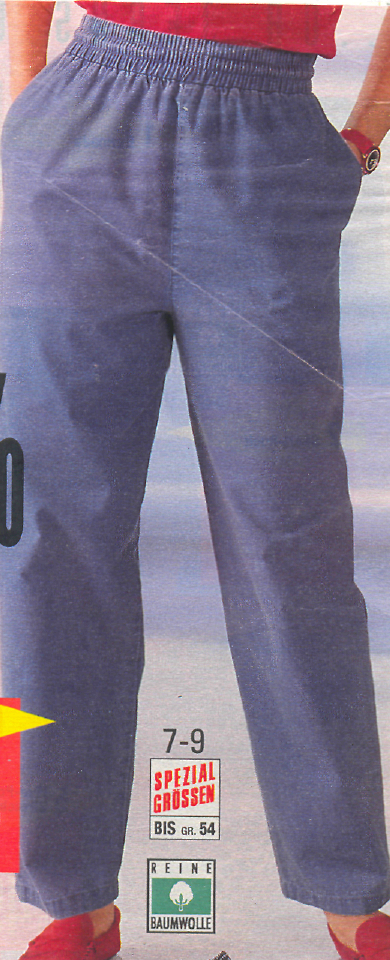 7-9
SPEZIAL
GRÖSSEN
BIS GR. 54
REINE
BAUMWOLLE